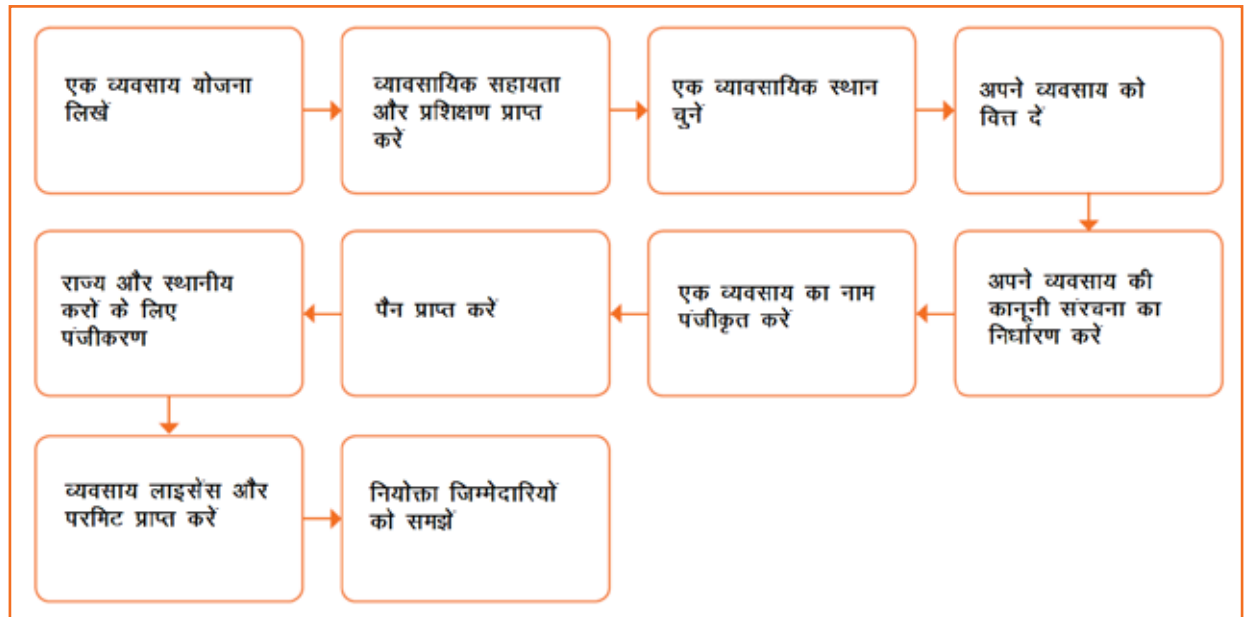 एक व्यवसाय योजना
लिखें
व्यावसायिक सहायता
और प्रशिक्षण प्राप्त
करें
एक व्यावसायिक स्थान
चुनें
अपने व्यवसाय को
वित्त दें
अपने व्यवसाय की
कानूनी संरचना का
निर्धारण करें
एक व्यवसाय का नाम
पंजीकृत करें
पैन प्राप्त करें
राज्य और स्थानीय
करों के लिए
पंजीकरण
व्यवसाय लाइसेंस और
परमिट प्राप्त करें
नियोक्ता जिम्मेदारियों
को समझें